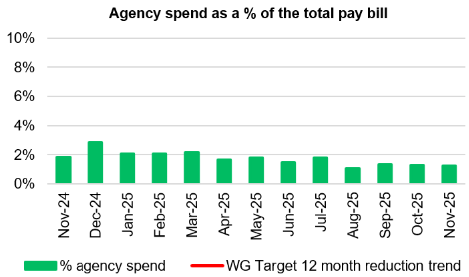 Agency spend as a % of the total pay bill
10%
8%
6%
4%
2%
0%
Nov-24
Dec-24
Jan-25
Feb-25
Mar-25
Apr-25
May-25
Jun-25
Jul-25
Aug-25
Sep-25
Oct-25
Nov-25
% agency spend
WG Target 12 month reduction trend